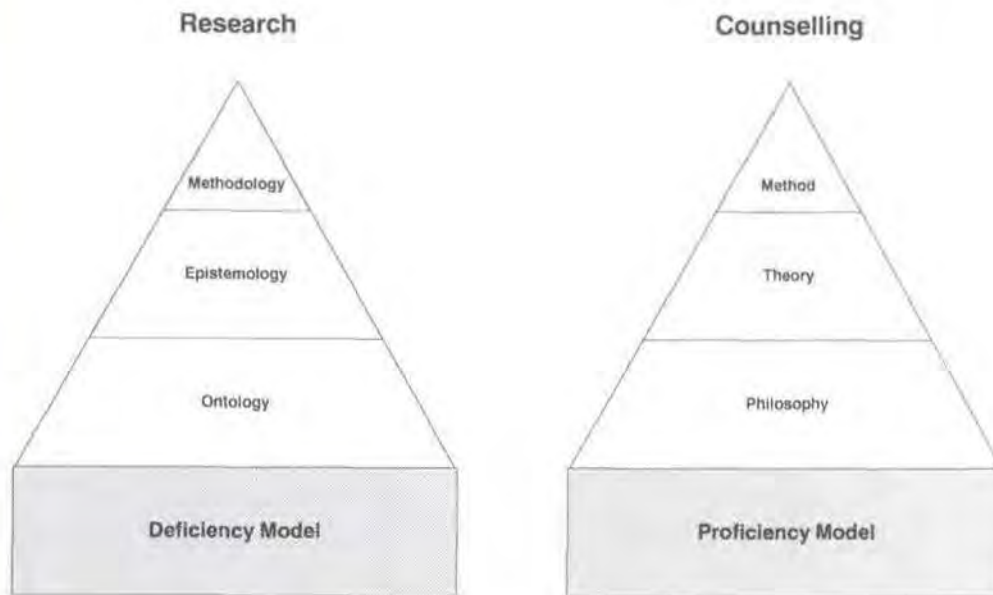 Research
Methodology
Epistemology
Ontology
Deficiency Model
Counselling
Method
Theory
Philosophy
Proficiency Model